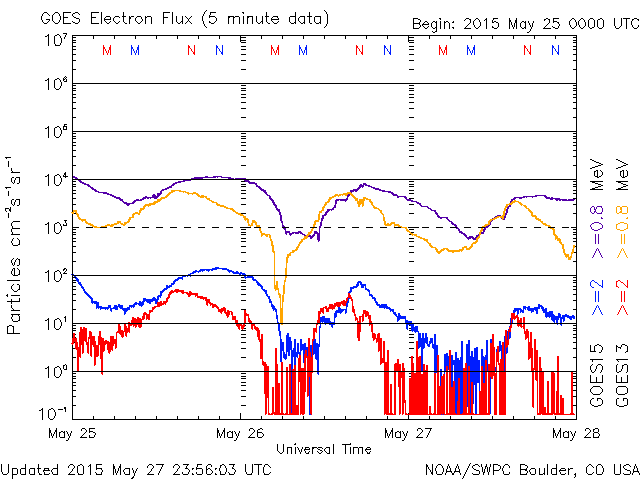 GOES Electron Flux (5 minute data)
Begin: 2015 May 25 0000 UTC
M M N N M M N N M M N N
10^7
10^6
10^5
10^4
10^3
10^2
10^1
10^0
10^-1
Particles cm^-2 s^-1 sr^-1
>=0.8 MeV
>=0.8 MeV
>=2
>=2
GOES15
GOES13
May 25 May 26 May 27 May 28
Universal Time
Updated 2015 May 27 23:56:03 UTC
NOAA/SWPC Boulder, CO USA